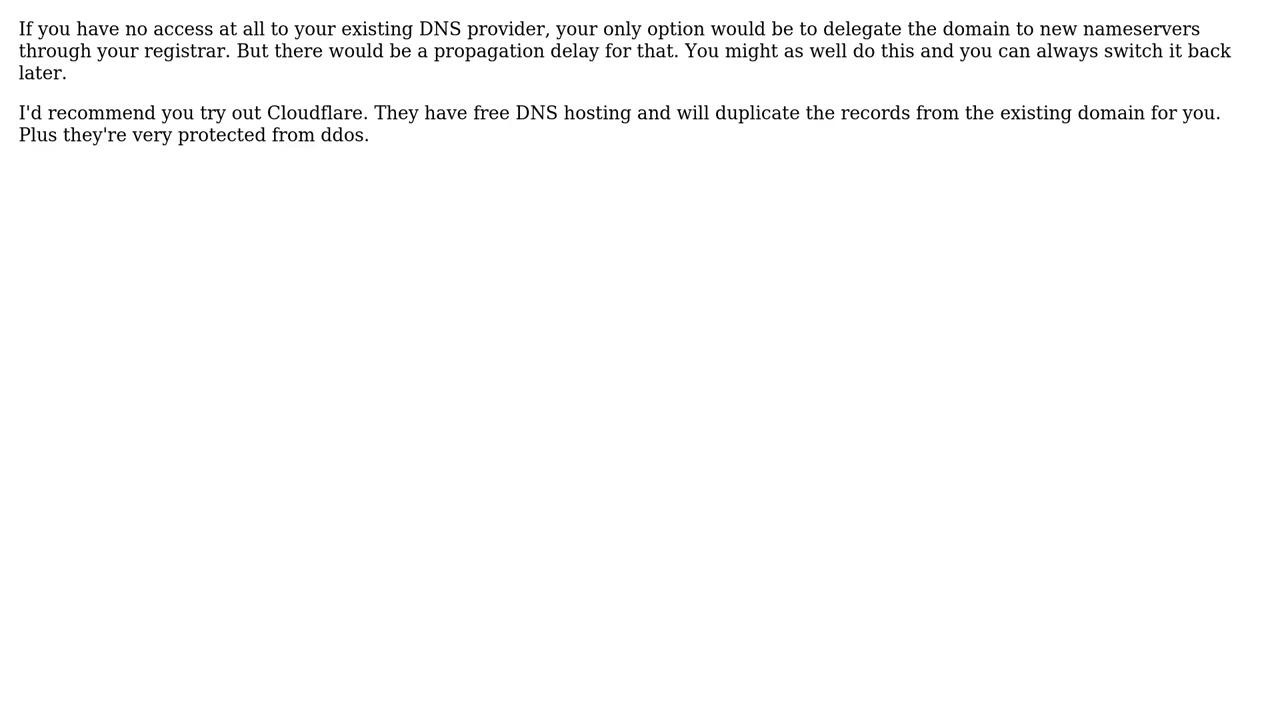 If you have no access at all to your existing DNS provider, your only option would be to delegate the domain to new nameservers
through your registrar. But there would be a propagation delay for that. You might as well do this and you can always switch it back
later.
I'd recommend you try out Cloudflare. They have free DNS hosting and will duplicate the records from the existing domain for you.
Plus they're very protected from ddos.